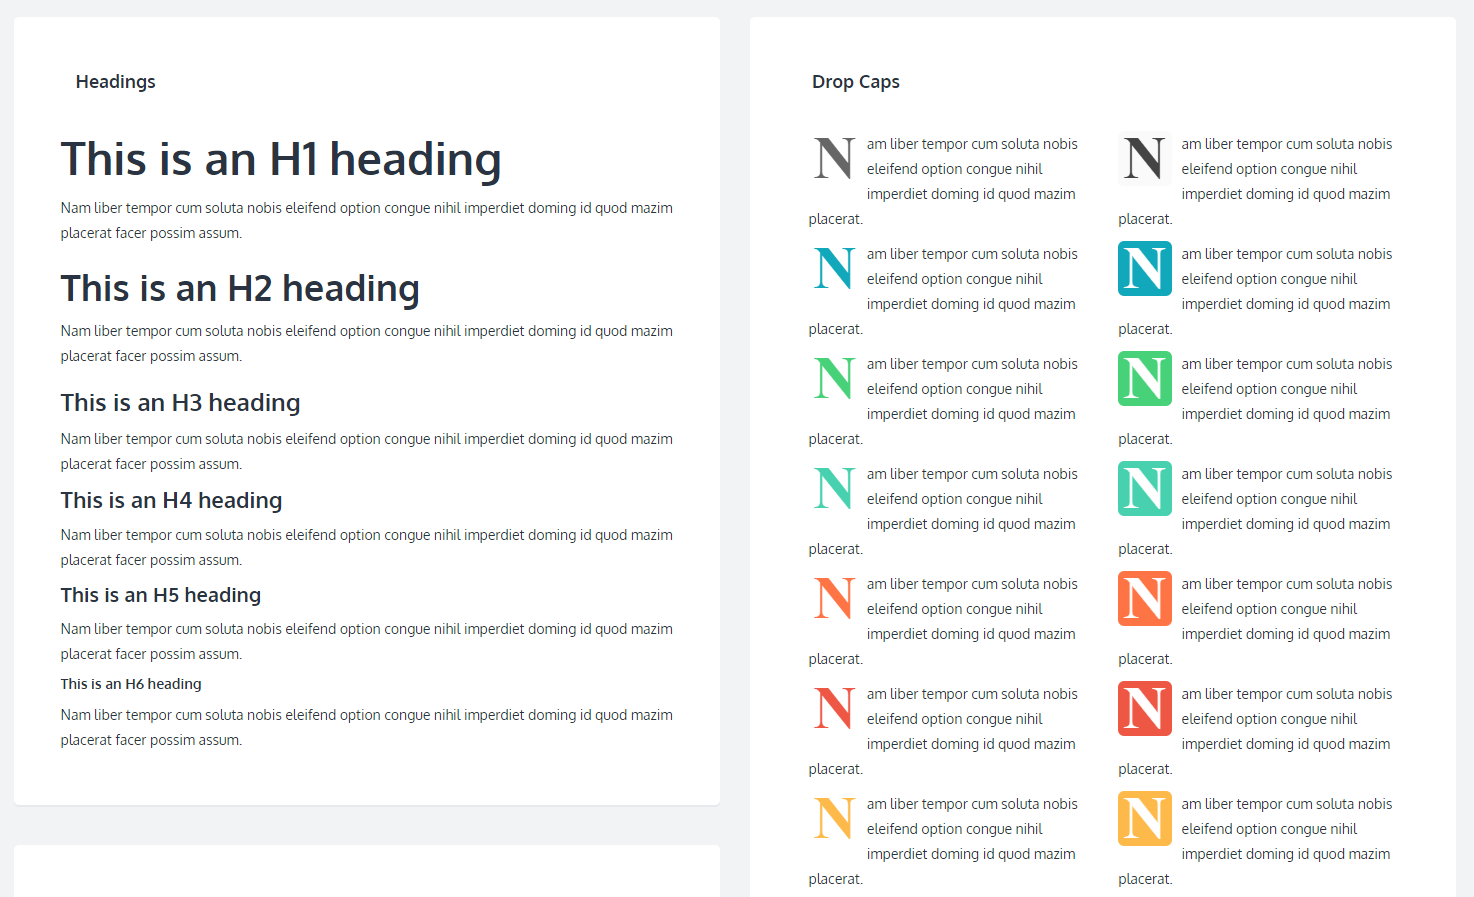 Headings
This is an H1 heading
Nam liber tempor cum soluta nobis eleifend option congue nihil imperdiet doming id quod mazim
placerat facer possim assum.
This is an H2 heading
Nam liber tempor cum soluta nobis eleifend option congue nihil imperdiet doming id quod mazim
placerat facer possim assum.
This is an H3 heading
Nam liber tempor cum soluta nobis eleifend option congue nihil imperdiet doming id quod mazim
placerat facer possim assum.
This is an H4 heading
Nam liber tempor cum soluta nobis eleifend option congue nihil imperdiet doming id quod mazim
placerat facer possim assum.
This is an H5 heading
Nam liber tempor cum soluta nobis eleifend option congue nihil imperdiet doming id quod mazim
placerat facer possim assum.
This is an H6 heading
Nam liber tempor cum soluta nobis eleifend option congue nihil imperdiet doming id quod mazim
placerat facer possim assum.
Drop Caps
Nam liber tempor cum soluta nobis
eleifend option congue nihil
imperdiet doming id quod mazim
placerat.
Nam liber tempor cum soluta nobis
eleifend option congue nihil
imperdiet doming id quod mazim
placerat.
Nam liber tempor cum soluta nobis
eleifend option congue nihil
imperdiet doming id quod mazim
placerat.
Nam liber tempor cum soluta nobis
eleifend option congue nihil
imperdiet doming id quod mazim
placerat.
Nam liber tempor cum soluta nobis
eleifend option congue nihil
imperdiet doming id quod mazim
placerat.
Nam liber tempor cum soluta nobis
eleifend option congue nihil
imperdiet doming id quod mazim
placerat.
Nam liber tempor cum soluta nobis
eleifend option congue nihil
imperdiet doming id quod mazim
placerat.
Nam liber tempor cum soluta nobis
eleifend option congue nihil
imperdiet doming id quod mazim
placerat.
Nam liber tempor cum soluta nobis
eleifend option congue nihil
imperdiet doming id quod mazim
placerat.
Nam liber tempor cum soluta nobis
eleifend option congue nihil
imperdiet doming id quod mazim
placerat.
Nam liber tempor cum soluta nobis
eleifend option congue nihil
imperdiet doming id quod mazim
placerat.
Nam liber tempor cum soluta nobis
eleifend option congue nihil
imperdiet doming id quod mazim
placerat.
Nam liber tempor cum soluta nobis
eleifend option congue nihil
imperdiet doming id quod mazim
placerat.
Nam liber tempor cum soluta nobis
eleifend option congue nihil
imperdiet doming id quod mazim
placerat.